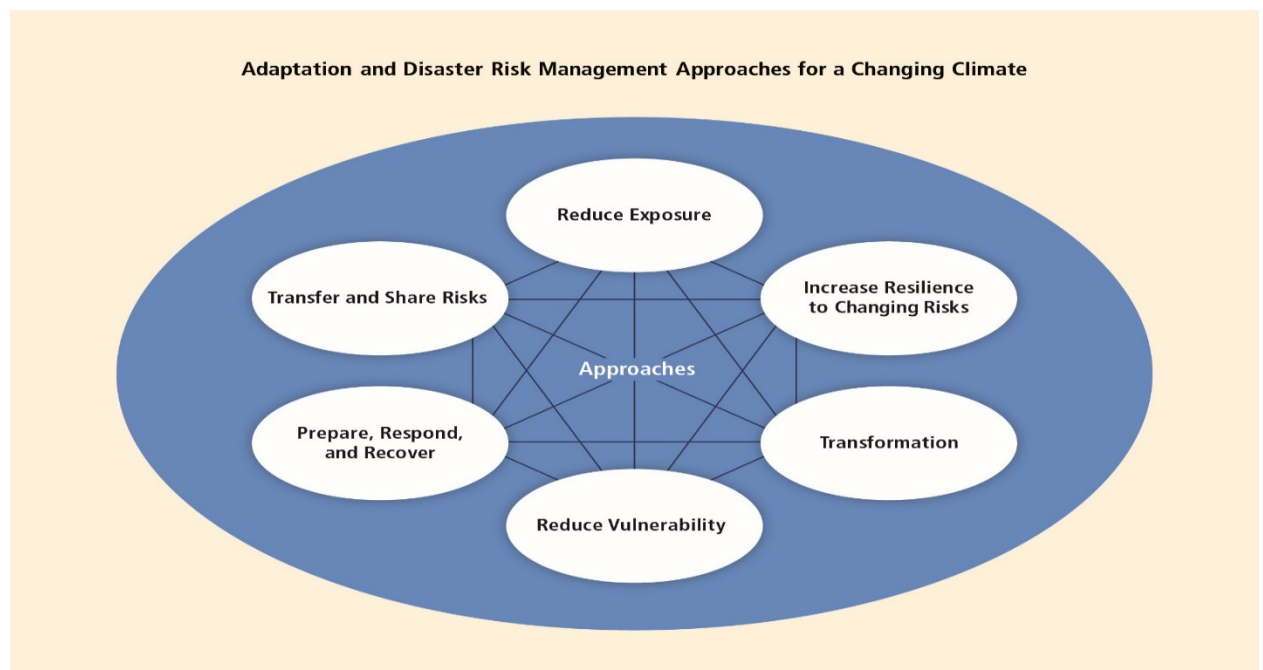 Adaptation and Disaster Risk Management Approaches for a Changing Climate
Reduce Exposure
Transfer and Share Risks
Increase Resilience
to Changing Risks
Approaches
Prepare, Respond,
and Recover
Transformation
Reduce Vulnerability